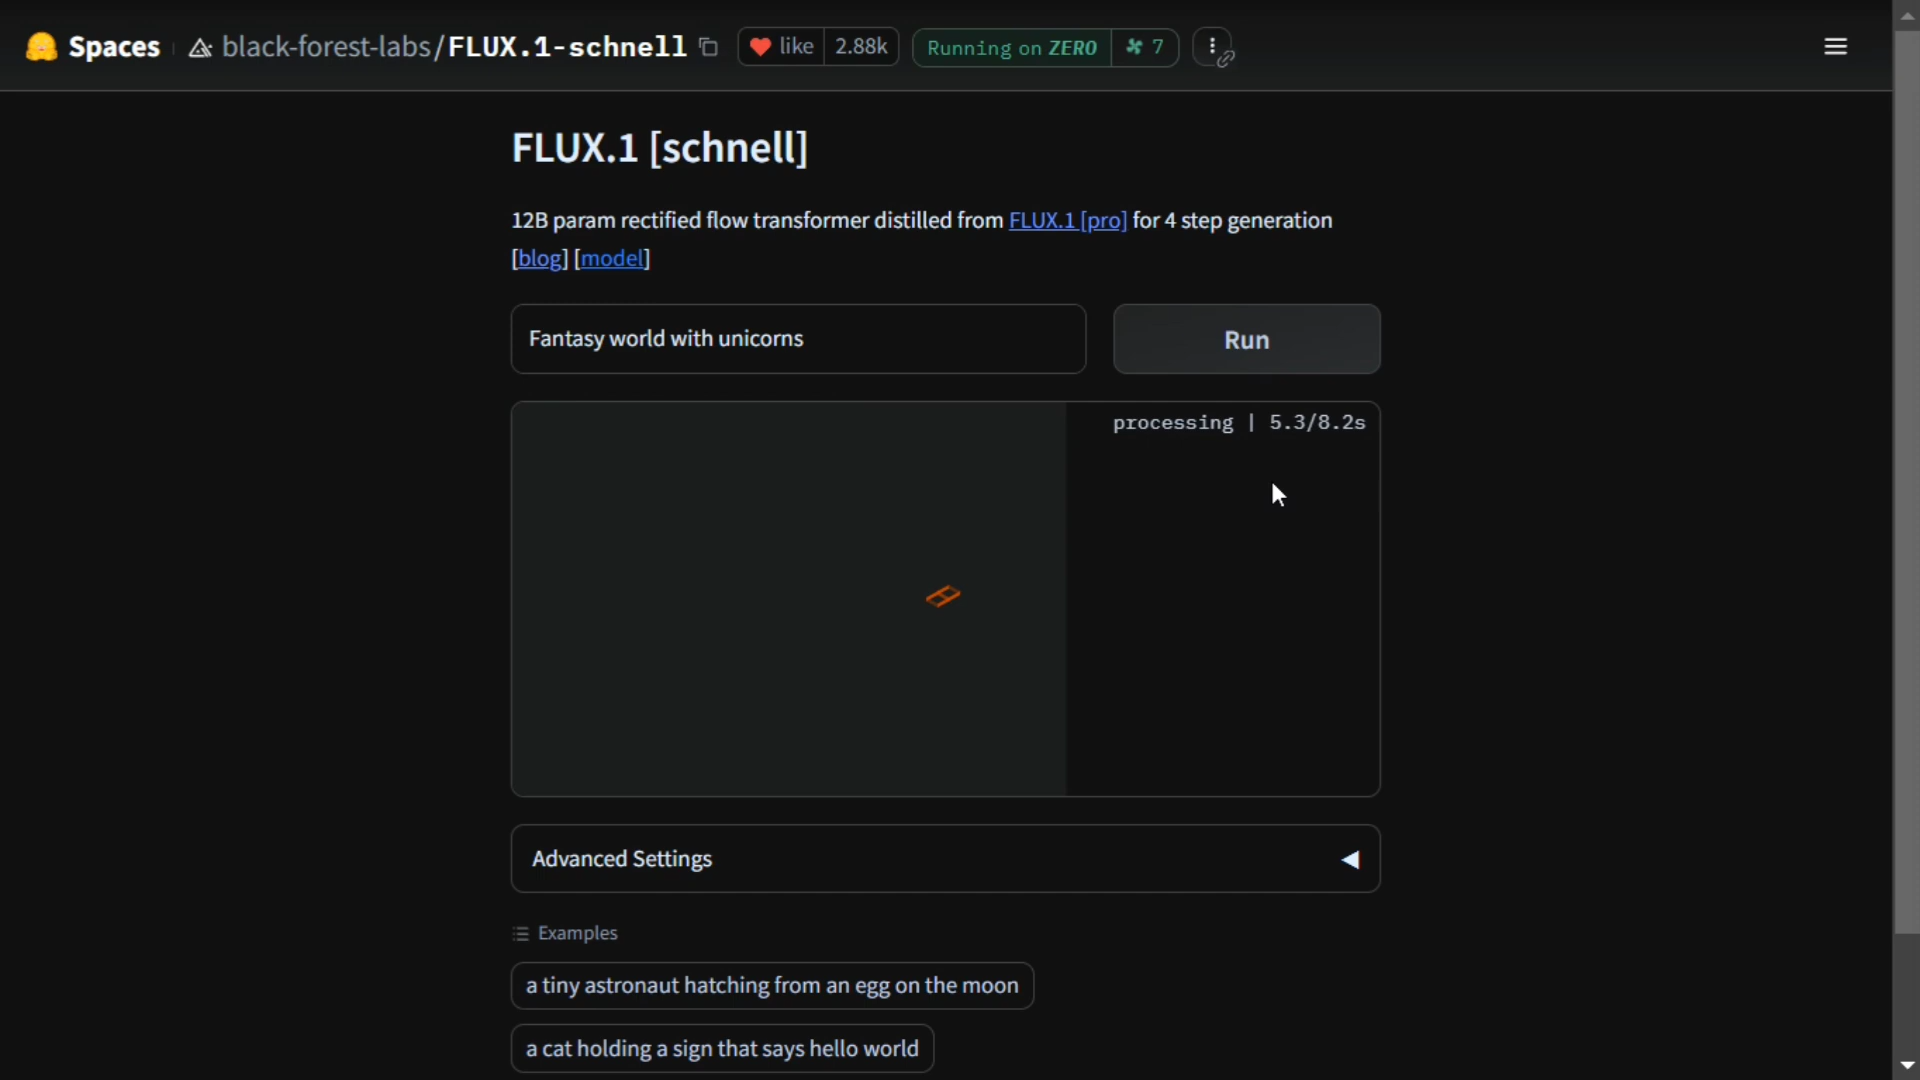 Spaces black-forest-labs/FLUX.1-schnell like 2.88k Running on ZERO 7
FLUX.1 [schnell]
12B param rectified flow transformer distilled from FLUX.1 [pro] for 4 step generation
[blog] [model]
Fantasy world with unicorns Run
processing | 5.3/8.2s
Advanced Settings
Examples
a tiny astronaut hatching from an egg on the moon
a cat holding a sign that says hello world